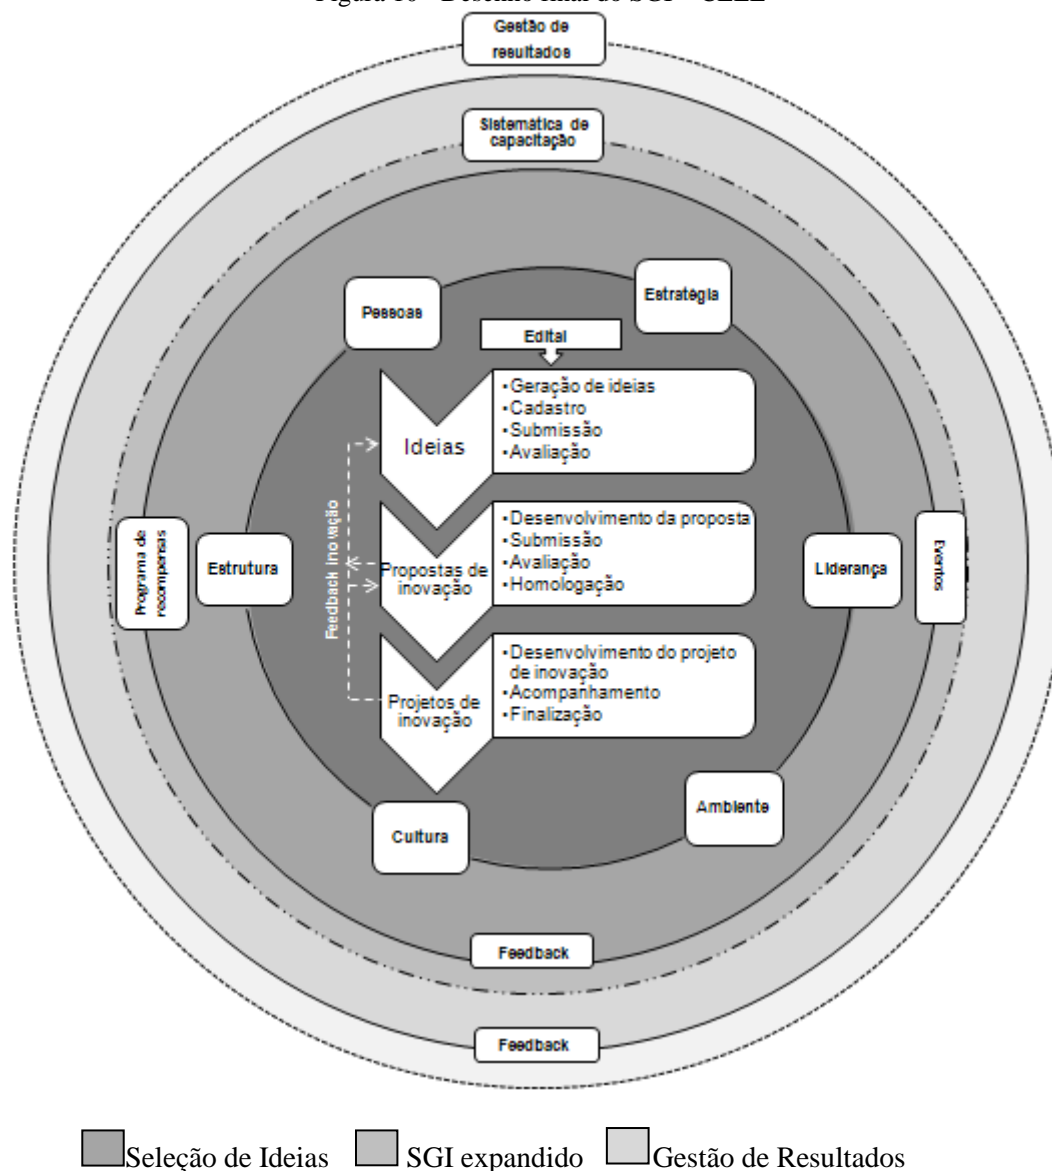 Gestão de
resultados
Sistemática de
capacitação
Pessoas
Estratégia
Edital
Ideias
•Geração de ideias
•Cadastro
•Submissão
•Avaliação
Feedback inovação
Propostas de
inovação
•Desenvolvimento da proposta
•Submissão
•Avaliação
•Homologação
Programa de
recompensas
Estrutura
Liderança
Eventos
Projetos de
inovação
•Desenvolvimento do projeto
de inovação
•Acompanhamento
•Finalização
Cultura
Ambiente
Feedback
Feedback
Seleção de Ideias SGI expandido Gestão de Resultados